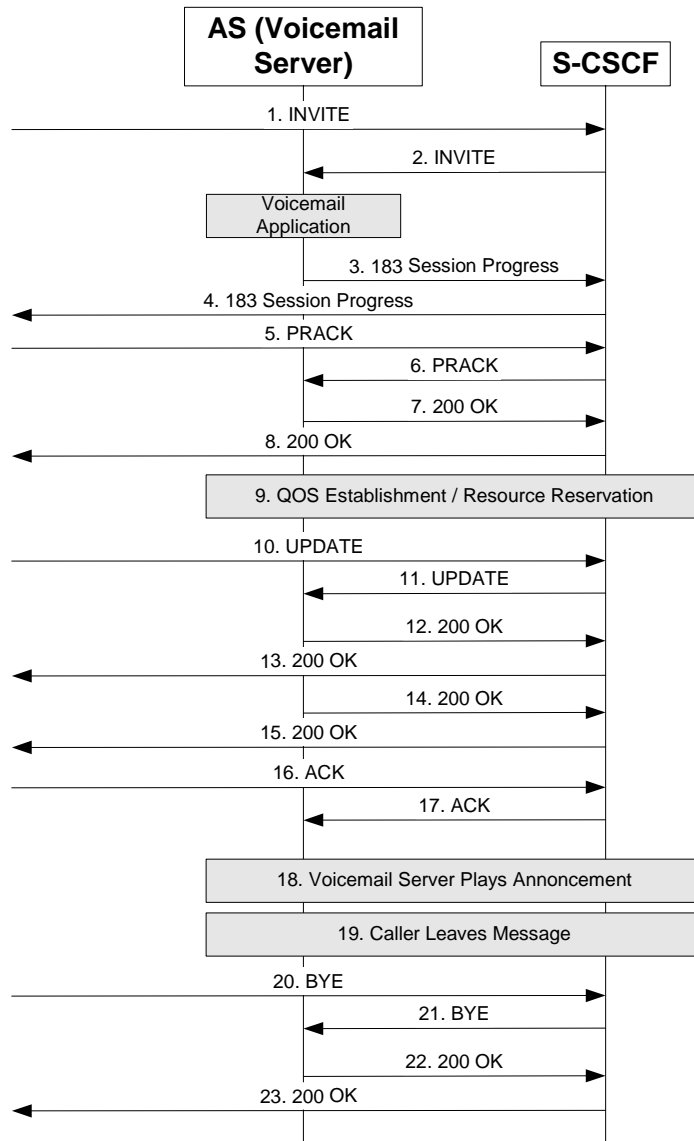 AS (Voicemail
Server)
S-CSCF
1. INVITE
2. INVITE
Voicemail
Application
3. 183 Session Progress
4. 183 Session Progress
5. PRACK
6. PRACK
7. 200 OK
8. 200 OK
9. QOS Establishment / Resource Reservation
10. UPDATE
11. UPDATE
12. 200 OK
13. 200 OK
14. 200 OK
15. 200 OK
16. ACK
17. ACK
18. Voicemail Server Plays Annoncement
19. Caller Leaves Message
20. BYE
21. BYE
22. 200 OK
23. 200 OK